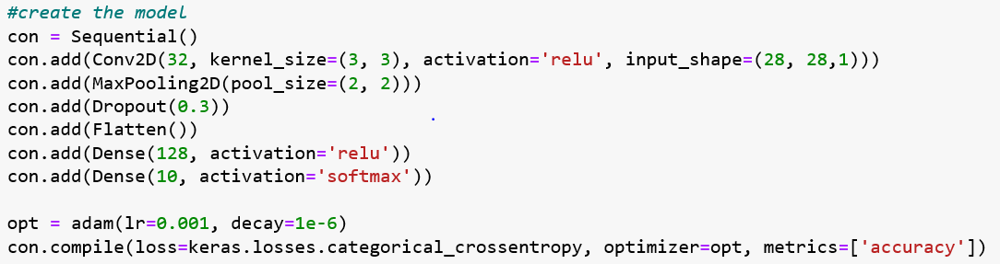 #create the model
con = Sequential()
con.add(Conv2D(32, kernel_size=(3, 3), activation='relu', input_shape=(28, 28,1)))
con.add(MaxPooling2D(pool_size=(2, 2)))
con.add(Dropout(0.3))
con.add(Flatten())
con.add(Dense(128, activation='relu'))
con.add(Dense(10, activation='softmax'))
opt = adam(lr=0.001, decay=1e-6)
con.compile(loss=keras.losses.categorical_crossentropy, optimizer=opt, metrics=['accuracy'])